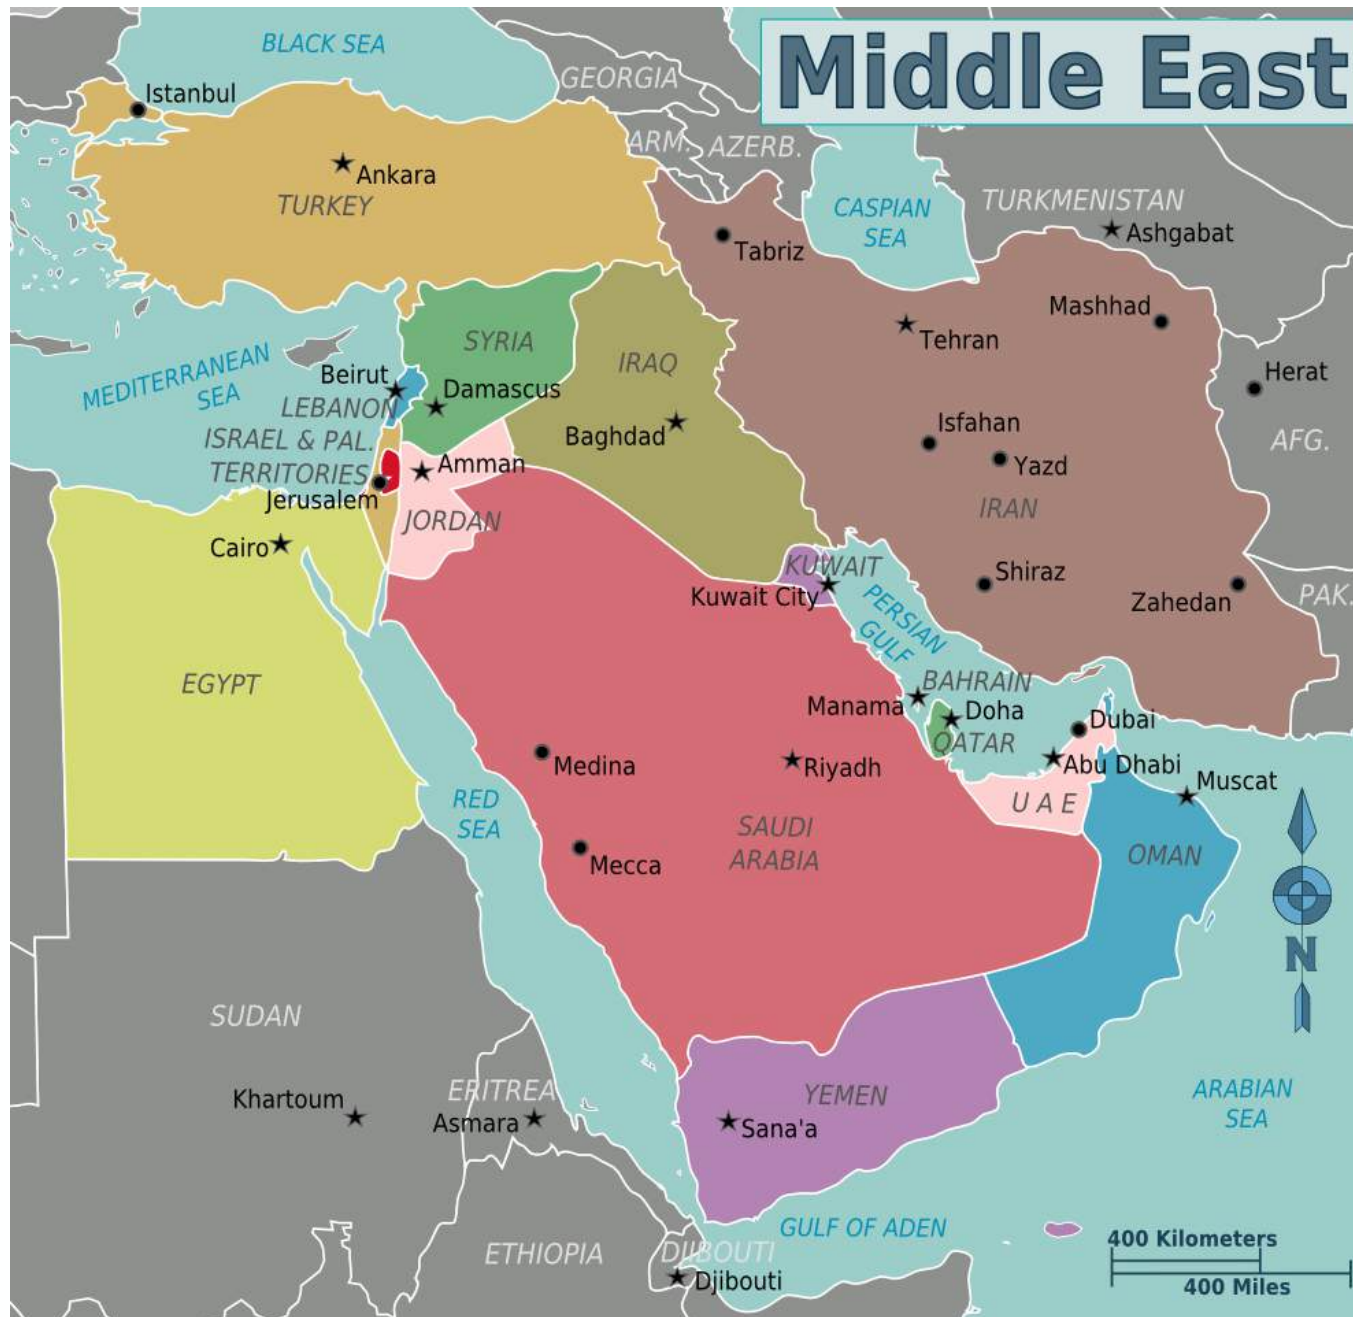 Middle East
BLACK SEA
GEORGIA
Istanbul
ARM.
AZERB.
Ankara
TURKEY
CASPIAN
SEA
TURKMENISTAN
Ashgabat
Tabriz
Mashhad
Tehran
SYRIA
IRAQ
MEDITERRANEAN
SEA
Beirut
Damascus
Herat
LEBANON
Baghdad
Isfahan
AFG.
ISRAEL & PAL.
TERRITORIES
Amman
Yazd
Jerusalem
JORDAN
IRAN
Cairo
KUWAIT
Kuwait City
Shiraz
Zahedan
PAK.
PERSIAN
GULF
EGYPT
BAHRAIN
Manama
Doha
QATAR
Dubai
Medina
Riyadh
Abu Dhabi
Muscat
RED
SEA
U A E
SAUDI
ARABIA
Mecca
OMAN
N
SUDAN
ERITREA
YEMEN
ARABIAN
SEA
Khartoum
Asmara
Sana'a
GULF OF ADEN
ETHIOPIA
DJIBOUTI
Djibouti
400 Kilometers
400 Miles